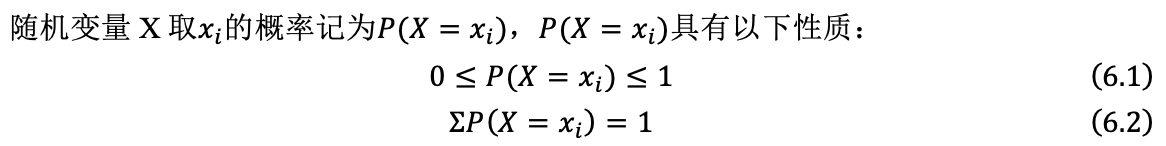 随机变量 X 取xᵢ的概率记为P(X = xᵢ)，P(X = xᵢ)具有以下性质：
0 ≤ P(X = xᵢ) ≤ 1 (6.1)
ΣP(X = xᵢ) = 1 (6.2)